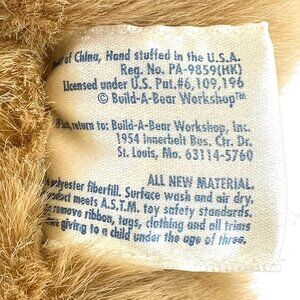 of China, Hand stuffed in the U.S.A.
Reg. No. PA-9859(HK)
Licensed under U.S. Pat.#6,109,196
© Build-A-Bear Workshop™
return to: Build-A-Bear Workshop, Inc.
1954 Innerbelt Bus. Ctr. Dr.
St. Louis, Mo. 63114-5760
ALL NEW MATERIAL.
polyester fiberfill. Surface wash and air dry.
product meets A.S.T.M. toy safety standards.
remove ribbon, tags, clothing and all trims
giving to a child under the age of three.